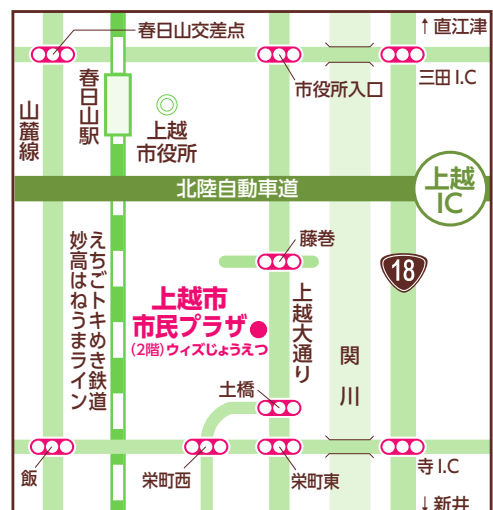 ↑直江津
春日山交差点
三田I.C
市役所入口
春日山駅
山麓線
上越
市役所
北陸自動車道
上越
IC
藤巻
18
えちごトキめき鉄道
妙高はねうまライン
上越市
市民プラザ
(2階)ウィズじょうえつ
上越大通り
関川
土橋
飯
栄町西
栄町東
寺I.C
↓新井